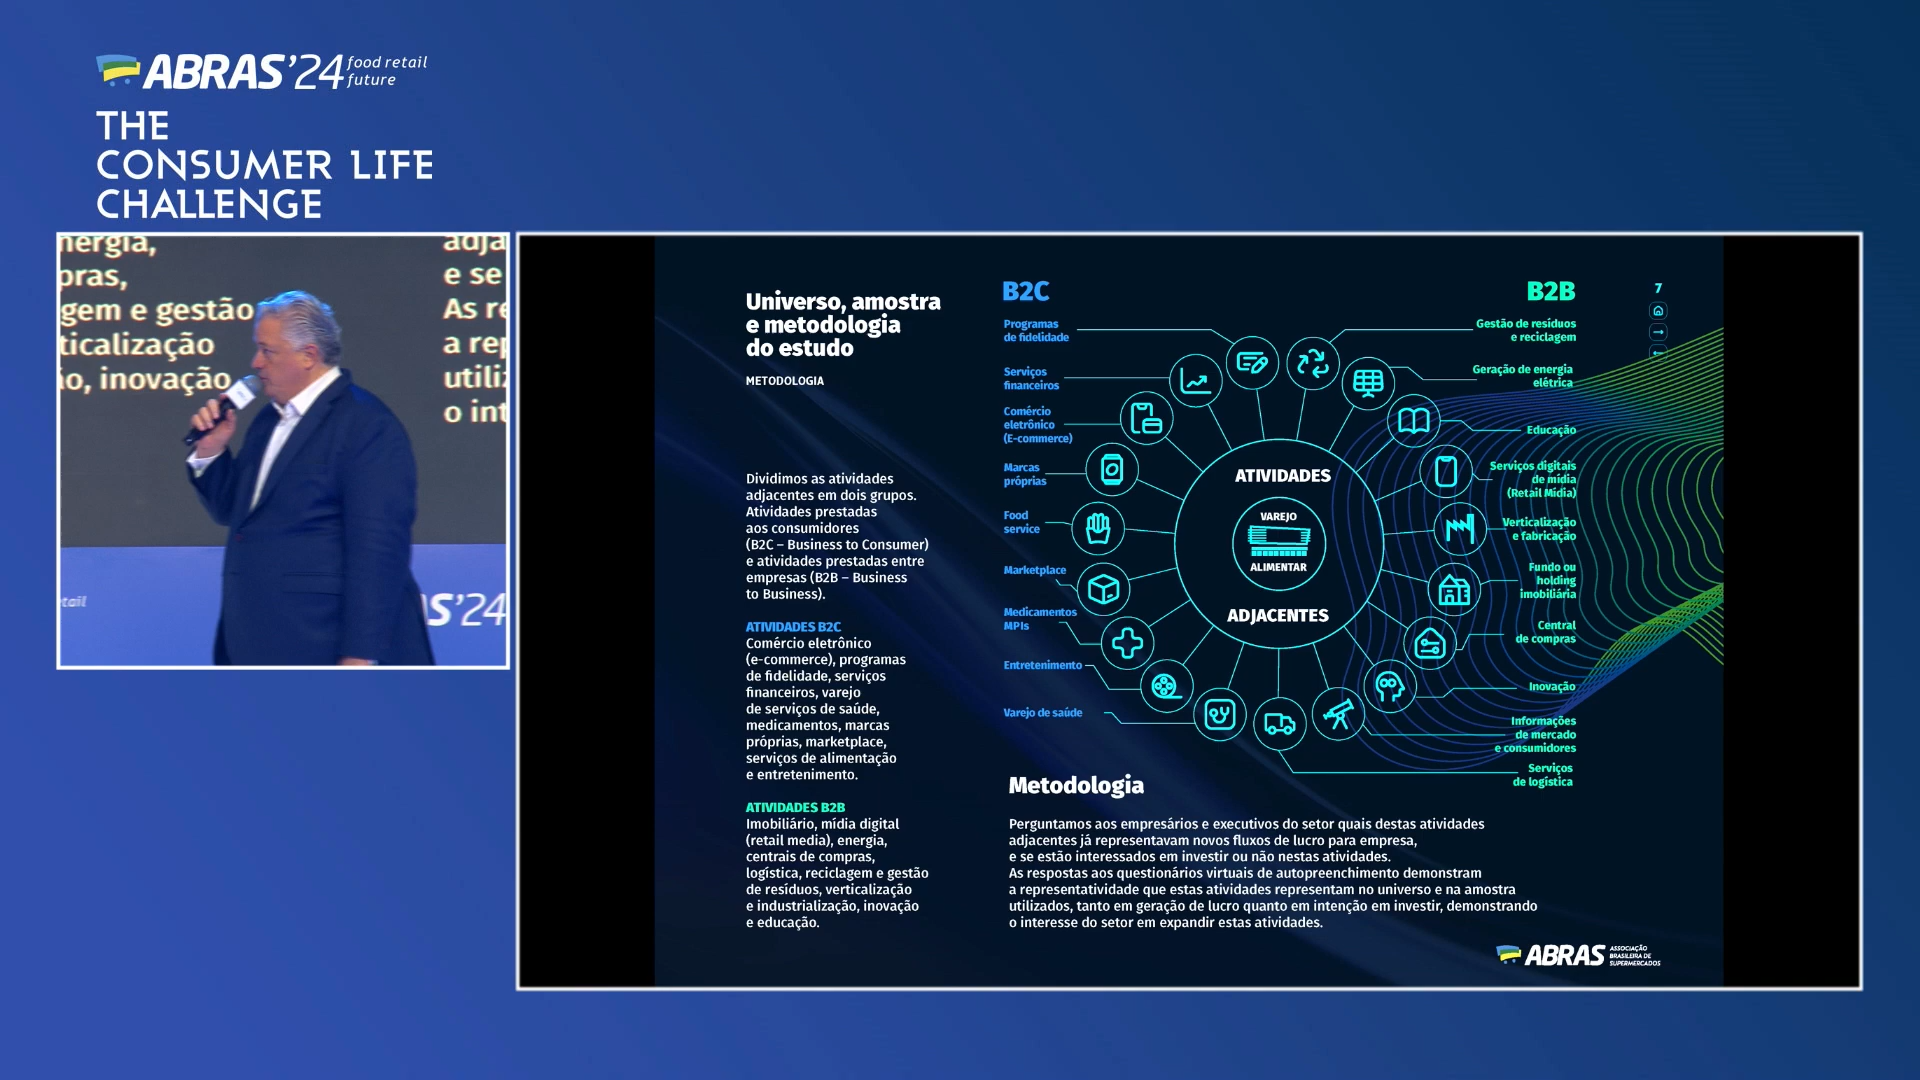 ABRAS'24 food retail
future
THE
CONSUMER LIFE
CHALLENGE
nergia,
pras,
gem e gestão
ticalização
ão, inovação
adja
e se
As re
a rep
utiliz
o int
etail
S'24
Universo, amostra
e metodologia
do estudo
METODOLOGIA
Dividimos as atividades
adjacentes em dois grupos.
Atividades prestadas
aos consumidores
(B2C – Business to Consumer)
e atividades prestadas entre
empresas (B2B – Business
to Business).
ATIVIDADES B2C
Comércio eletrônico
(e-commerce), programas
de fidelidade, serviços
financeiros, varejo
de serviços de saúde,
medicamentos, marcas
próprias, marketplace,
serviços de alimentação
e entretenimento.
ATIVIDADES B2B
Imobiliário, mídia digital
(retail media), energia,
centrais de compras,
logística, reciclagem e gestão
de resíduos, verticalização
e industrialização, inovação
e educação.
B2C
Programas
de fidelidade
Serviços
financeiros
Comércio
eletrônico
(E-commerce)
Marcas
próprias
Food
service
Marketplace
Medicamentos
MPIs
Entretenimento
Varejo de saúde
ATIVIDADES
VAREJO
ALIMENTAR
ADJACENTES
B2B
7
Gestão de resíduos
e reciclagem
Geração de energia
elétrica
Educação
Serviços digitais
de mídia
(Retail Mídia)
Verticalização
e fabricação
Fundo ou
holding
imobiliária
Central
de compras
Inovação
Informações
de mercado
e consumidores
Serviços
de logística
Metodologia
Perguntamos aos empresários e executivos do setor quais destas atividades
adjacentes já representavam novos fluxos de lucro para empresa,
e se estão interessados em investir ou não nestas atividades.
As respostas aos questionários virtuais de autopreenchimento demonstram
a representatividade que estas atividades representam no universo e na amostra
utilizados, tanto em geração de lucro quanto em intenção em investir, demonstrando
o interesse do setor em expandir estas atividades.
ABRAS ASSOCIAÇÃO
BRASILEIRA DE
SUPERMERCADOS